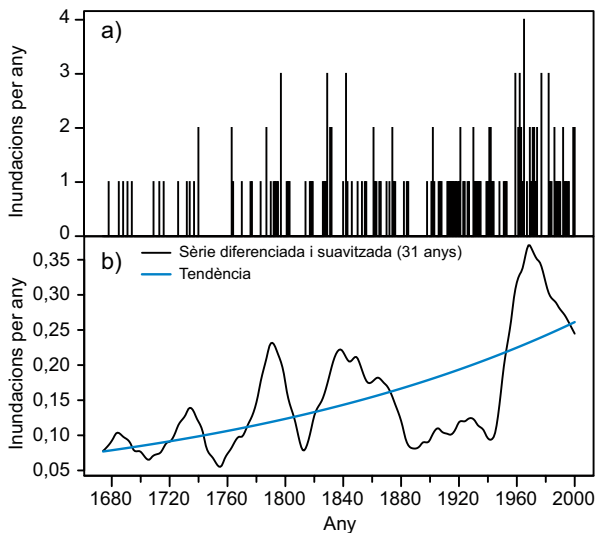 a)
Inundacions per any
4
3
2
1
0
b)
Sèrie diferenciada i suavitzada (31 anys)
Tendència
Inundacions per any
0,35
0,30
0,25
0,20
0,15
0,10
0,05
1680 1720 1760 1800 1840 1880 1920 1960 2000
Any